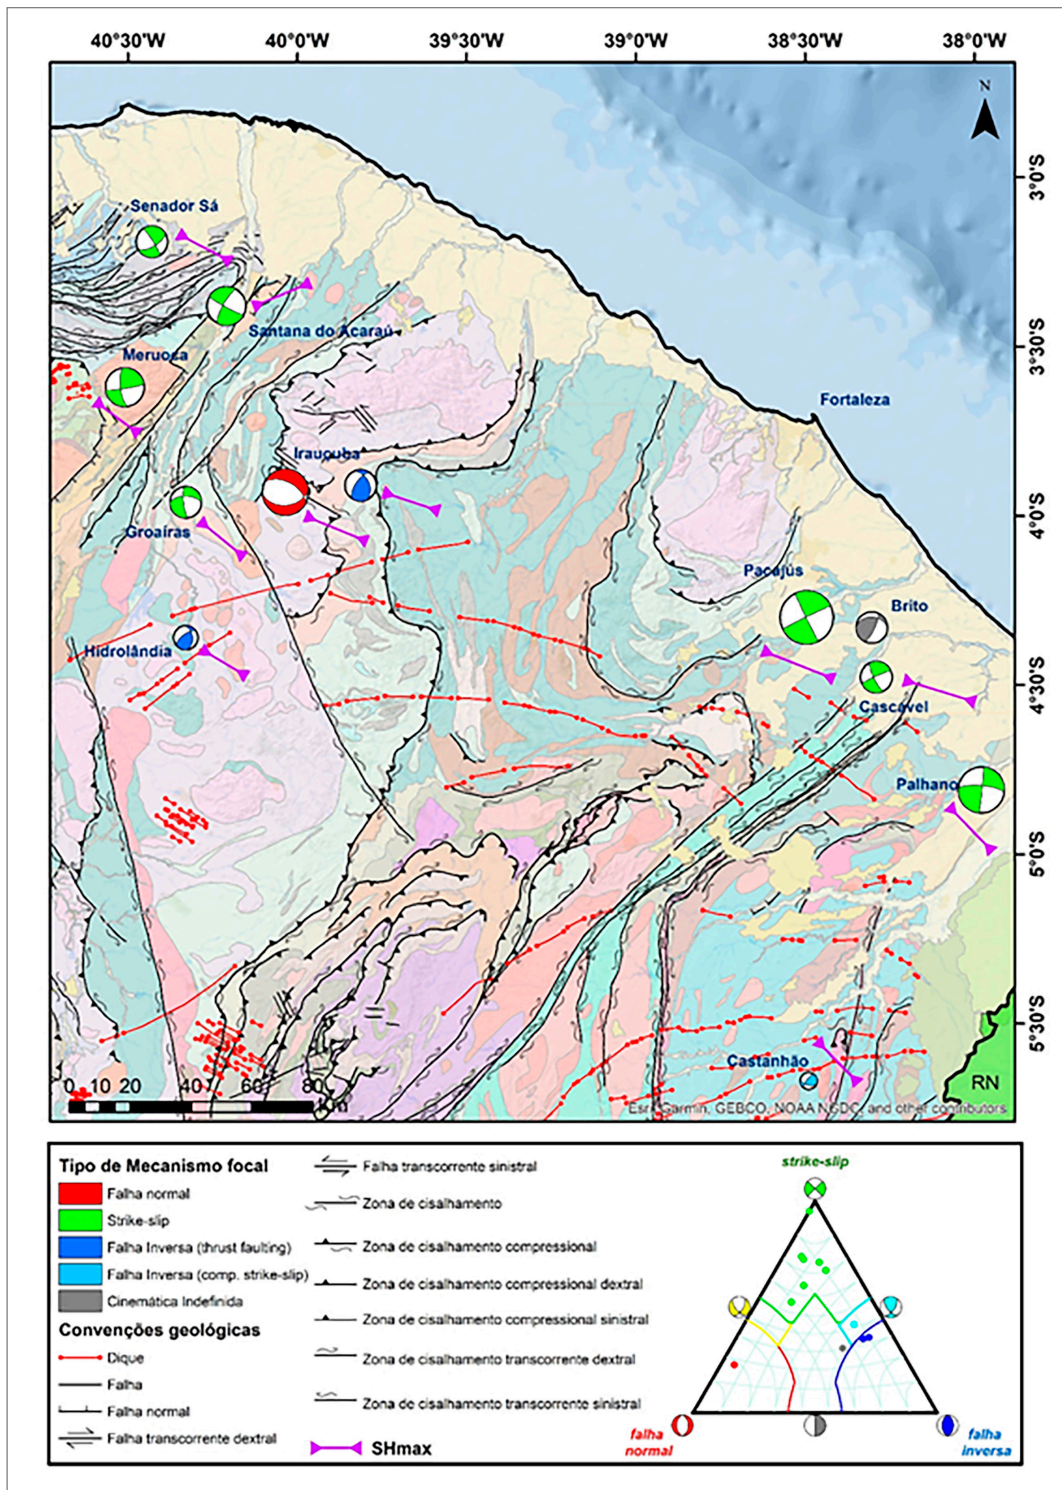 40°30'W 40°0'W 39°30'W 39°0'W 38°30'W 38°0'W
N
3°0'S
Senador Sá
Santana do Acaraú
3°30'S
Meruoca
Fortaleza
Irauçuba
4°0'S
Groaíras
Pacajús
Brito
Hidrolândia
4°30'S
Cascavel
Palhano
5°0'S
5°30'S
Castanhão
RN
0 10 20 40 60 80
Km
Esri, Garmin, GEBCO, NOAA NGDC, and other contributors
Tipo de Mecanismo focal
Falha normal
Strike-slip
Falha Inversa (thrust faulting)
Falha Inversa (comp. strike-slip)
Cinemática Indefinida
Convenções geológicas
Dique
Falha
Falha normal
Falha transcorrente dextral
Falha transcorrente sinistral
Zona de cisalhamento
Zona de cisalhamento compressional
Zona de cisalhamento compressional dextral
Zona de cisalhamento compressional sinistral
Zona de cisalhamento transcorrente dextral
Zona de cisalhamento transcorrente sinistral
SHmax
strike-slip
falha
normal
falha
inversa